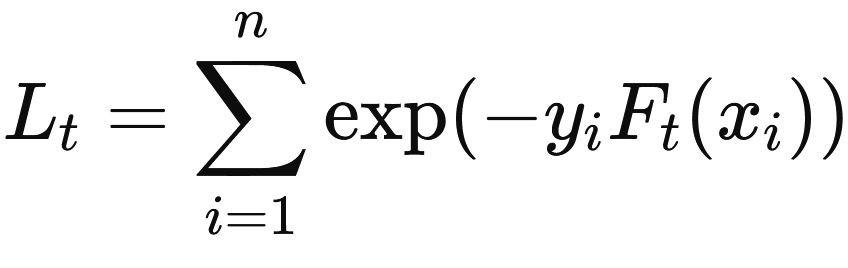 L_t = \sum_{i=1}^{n} \exp(-y_i F_t(x_i))